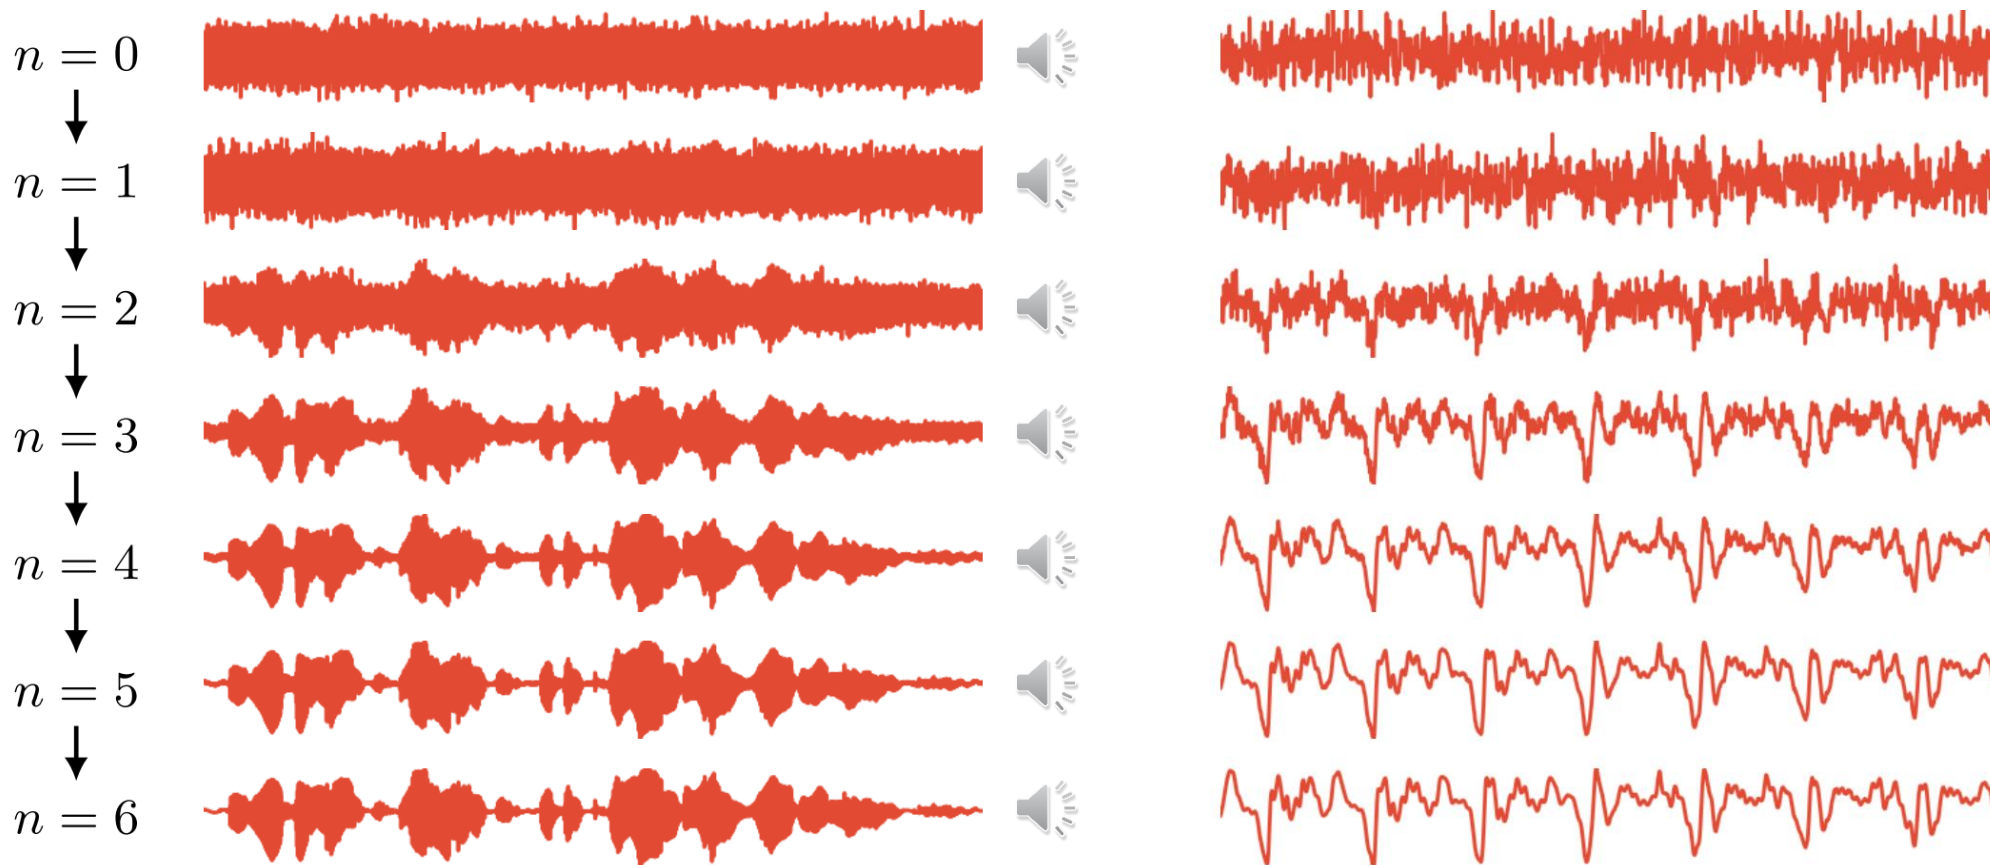 n = 0
n = 1
n = 2
n = 3
n = 4
n = 5
n = 6